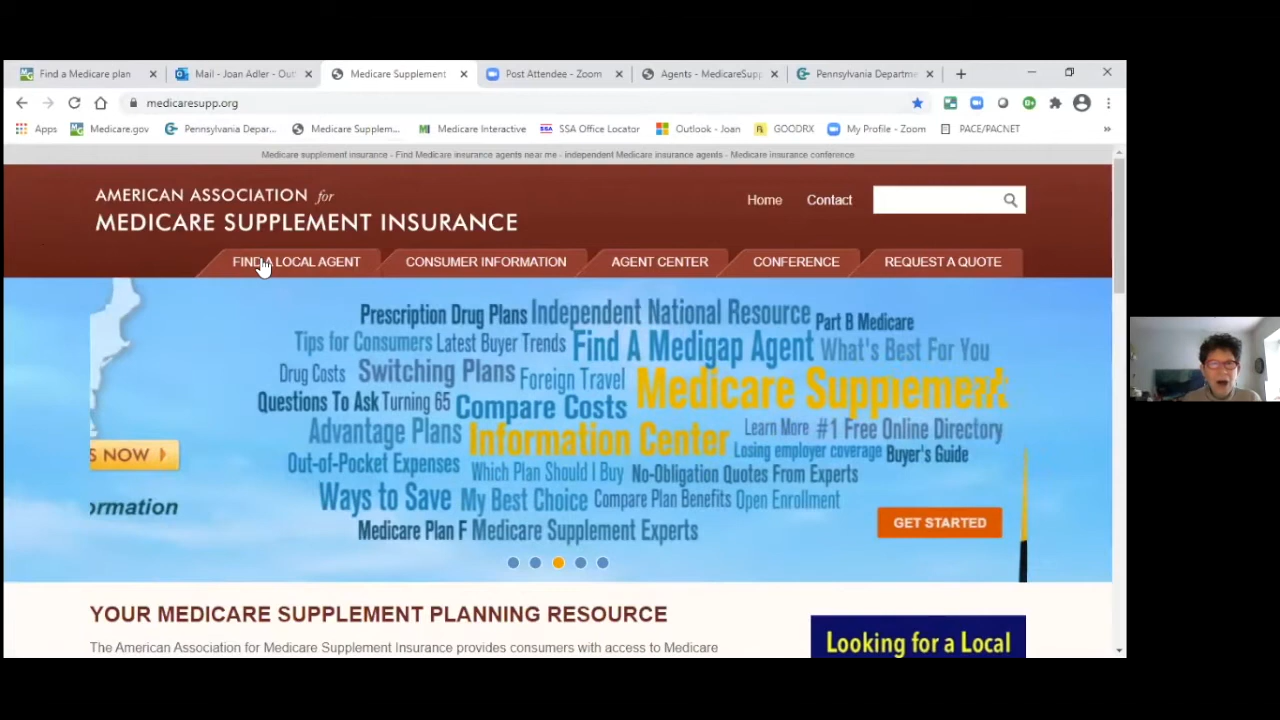 Find a Medicare plan
Mail - Joan Adler - Out
Medicare Supplement
Post Attendee - Zoom
Agents - MedicareSupp
Pennsylvania Departme
medicaresupp.org
Apps
Medicare.gov
Pennsylvania Depar...
Medicare Supplem...
Medicare Interactive
SSA Office Locator
Outlook - Joan
GOODRX
My Profile - Zoom
PACE/PACNET
Medicare supplement insurance - Find Medicare insurance agents near me - independent Medicare insurance agents - Medicare insurance conference
AMERICAN ASSOCIATION for
MEDICARE SUPPLEMENT INSURANCE
Home Contact
FIND A LOCAL AGENT CONSUMER INFORMATION AGENT CENTER CONFERENCE REQUEST A QUOTE
Prescription Drug Plans Independent National Resource Part B Medicare
Tips for Consumers Latest Buyer Trends Find A Medigap Agent What's Best For You
Drug Costs Switching Plans Foreign Travel Medicare Supplement
Questions To Ask Turning 65 Compare Costs
Advantage Plans Information Center Learn More #1 Free Online Directory
Losing employer coverage Buyer's Guide
Out-of-Pocket Expenses Which Plan Should I Buy No-Obligation Quotes From Experts
Ways to Save My Best Choice Compare Plan Benefits Open Enrollment
Medicare Plan F Medicare Supplement Experts
S NOW
ormation
GET STARTED
YOUR MEDICARE SUPPLEMENT PLANNING RESOURCE
The American Association for Medicare Supplement Insurance provides consumers with access to Medicare
Looking for a Local